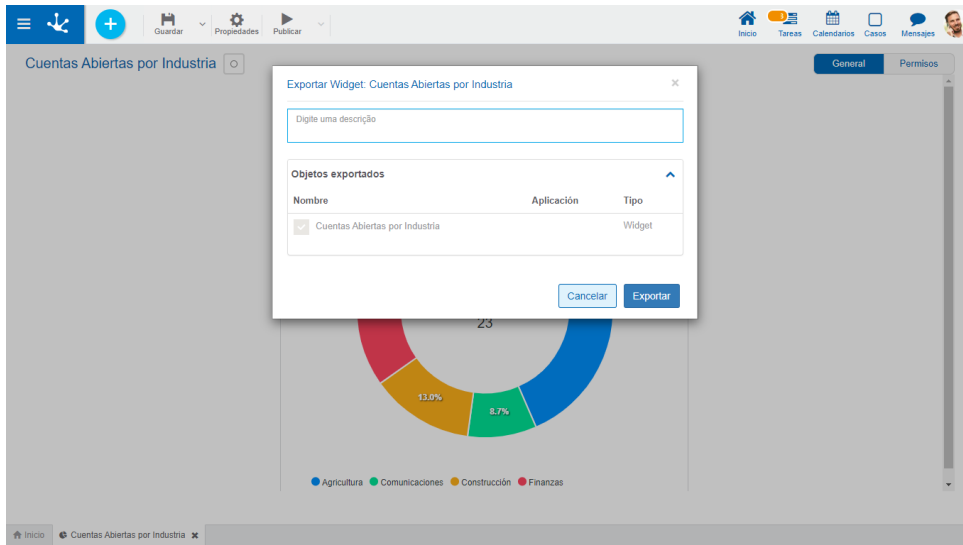 Guardar
Propiedades
Publicar
Inicio
Tareas
Calendarios
Casos
Mensajes
Cuentas Abiertas por Industria
General
Permisos
Exportar Widget: Cuentas Abiertas por Industria
×
Digite uma descrição
Objetos exportados
Nombre Aplicación Tipo
Cuentas Abiertas por Industria Widget
Cancelar Exportar
23
13.0%
8.7%
Agricultura Comunicaciones Construcción Finanzas
Inicio Cuentas Abiertas por Industria